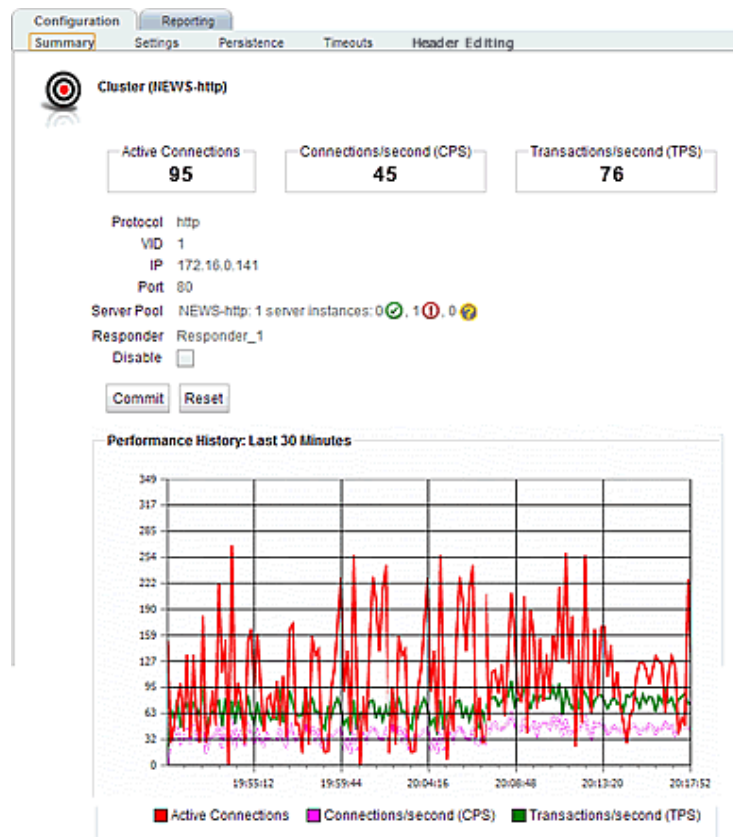 Configuration Reporting
Summary Settings Persistence Timeouts Header Editing
Cluster (NEWS-http)
Active Connections Connections/second (CPS) Transactions/second (TPS)
95 45 76
Protocol http
VID 1
IP 172.16.0.141
Port 80
Server Pool NEWS-http: 1 server instances: 0 , 1 , 0
Responder Responder_1
Disable
Commit Reset
Performance History: Last 30 Minutes
349
317
285
254
222
190
159
127
95
63
32
0
19:55:12 19:59:44 20:04:16 20:08:48 20:13:20 20:17:52
Active Connections Connections/second (CPS) Transactions/second (TPS)